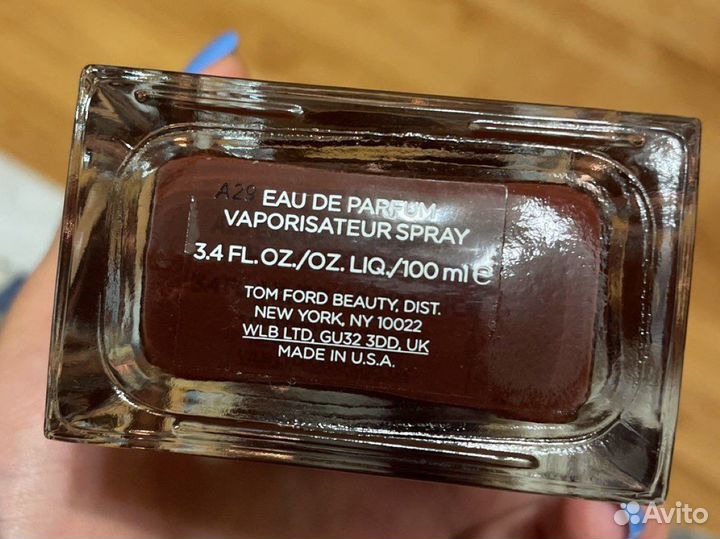 A29 EAU DE PARFUM
VAPORISATEUR SPRAY
3.4 FL. OZ./OZ. LIQ./100 ml ℮
TOM FORD BEAUTY, DIST.
NEW YORK, NY 10022
WLB LTD, GU32 3DD, UK
MADE IN U.S.A.
Avito